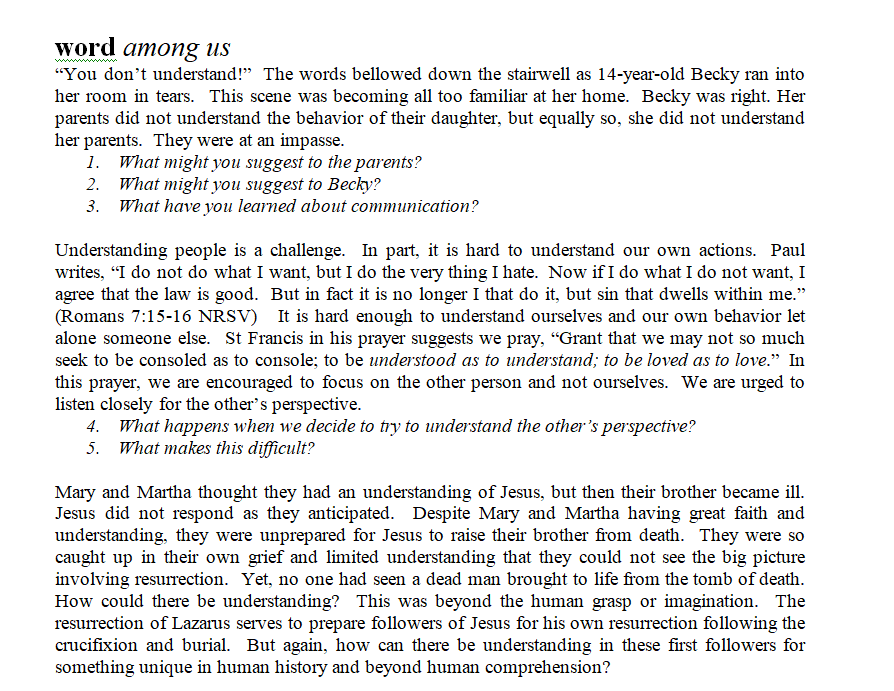 word among us
“You don’t understand!”  The words bellowed down the stairwell as 14-year-old Becky ran into
her room in tears.  This scene was becoming all too familiar at her home.  Becky was right. Her
parents did not understand the behavior of their daughter, but equally so, she did not understand
her parents.  They were at an impasse.
1. What might you suggest to the parents?
2. What might you suggest to Becky?
3. What have you learned about communication?
Understanding people is a challenge.  In part, it is hard to understand our own actions.  Paul
writes, “I do not do what I want, but I do the very thing I hate.  Now if I do what I do not want, I
agree that the law is good.  But in fact it is no longer I that do it, but sin that dwells within me.”
(Romans 7:15-16 NRSV)  It is hard enough to understand ourselves and our own behavior let
alone someone else.  St Francis in his prayer suggests we pray, “Grant that we may not so much
seek to be consoled as to console; to be understood as to understand; to be loved as to love.”  In
this prayer, we are encouraged to focus on the other person and not ourselves.  We are urged to
listen closely for the other’s perspective.
4. What happens when we decide to try to understand the other’s perspective?
5. What makes this difficult?
Mary and Martha thought they had an understanding of Jesus, but then their brother became ill.
Jesus did not respond as they anticipated.  Despite Mary and Martha having great faith and
understanding, they were unprepared for Jesus to raise their brother from death.  They were so
caught up in their own grief and limited understanding that they could not see the big picture
involving resurrection.  Yet, no one had seen a dead man brought to life from the tomb of death.
How could there be understanding?  This was beyond the human grasp or imagination.  The
resurrection of Lazarus serves to prepare followers of Jesus for his own resurrection following the
crucifixion and burial.  But again, how can there be understanding in these first followers for
something unique in human history and beyond human comprehension?